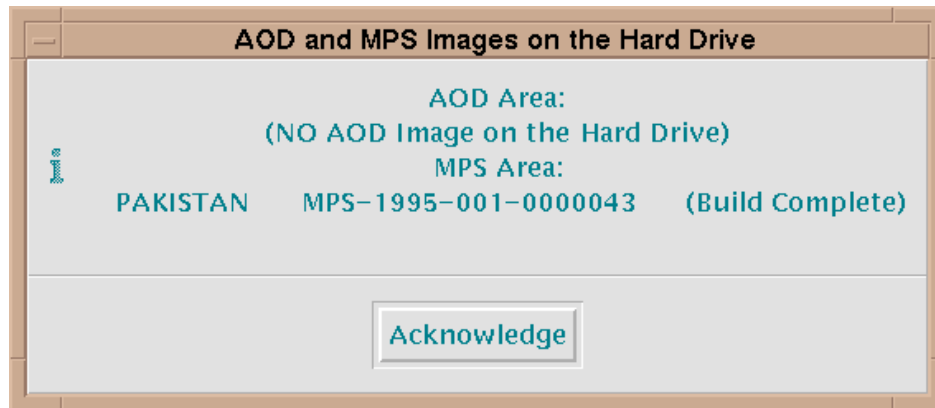 AOD and MPS Images on the Hard Drive
AOD Area:
(NO AOD Image on the Hard Drive)
MPS Area:
PAKISTAN MPS-1995-001-0000043 (Build Complete)
Acknowledge